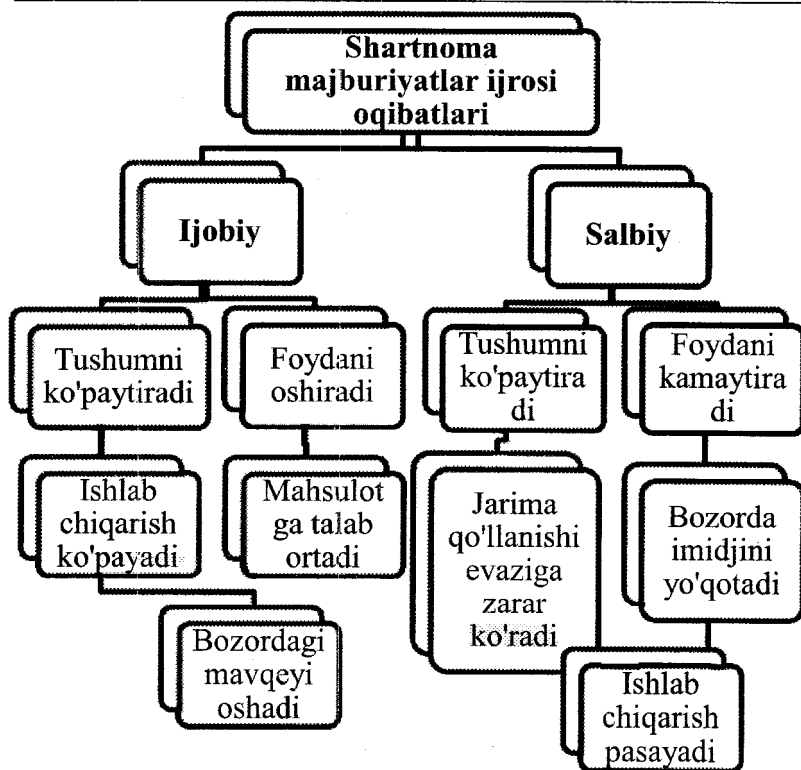 Shartnoma
majburiyatlar ijrosi
oqibatlari
Ijobiy
Salbiy
Tushumni
ko'paytiradi
Foydani
oshiradi
Tushumni
ko'paytira
di
Foydani
kamaytira
di
Ishlab
chiqarish
ko'payadi
Mahsulot
ga talab
ortadi
Jarima
qo'llanishi
evaziga
zarar
ko'radi
Bozorda
imidjini
yo'qotadi
Bozordagi
mavqeyi
oshadi
Ishlab
chiqarish
pasayadi